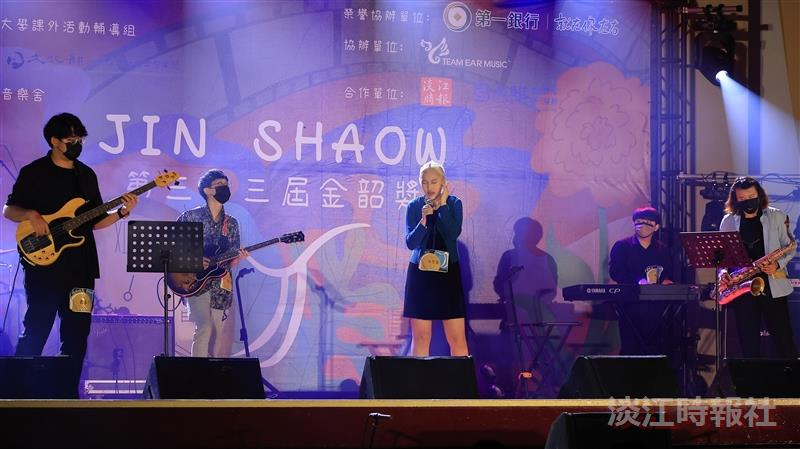 大學課外活動輔導組
榮譽協辦單位:
第一銀行
協辦單位:
TEAM EAR MUSIC
音樂舍
合作單位:
淡江
時報
JIN SHAOW
三屆金韶獎
YAMAHA CP
淡江時報社